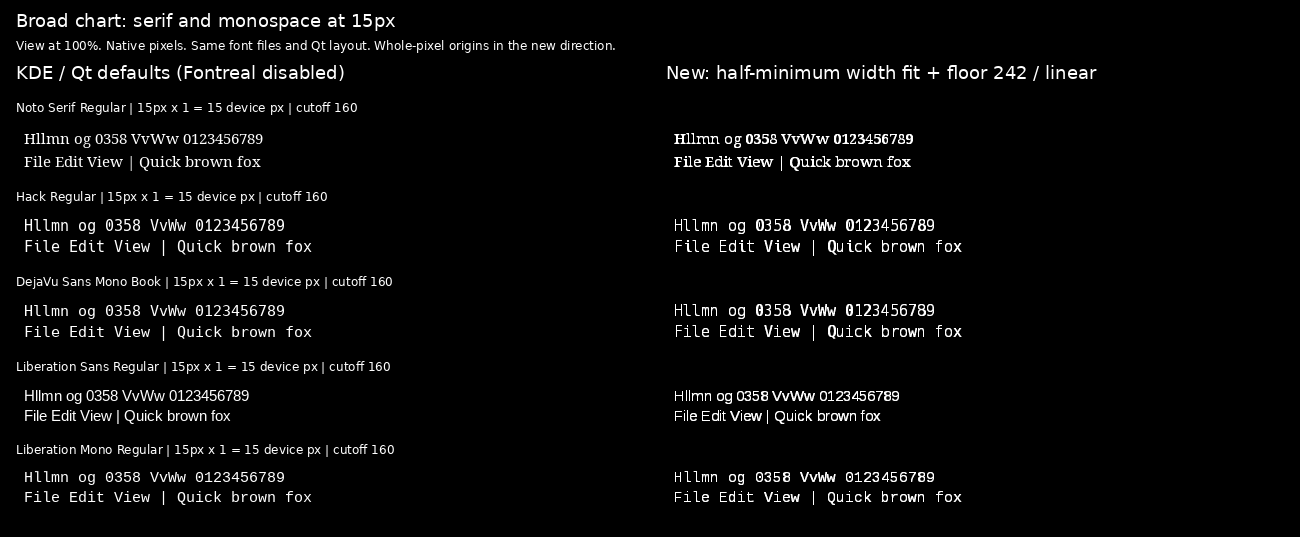 Broad chart: serif and monospace at 15px
View at 100%. Native pixels. Same font files and Qt layout. Whole-pixel origins in the new direction.
KDE / Qt defaults (Fontreal disabled)
New: half-minimum width fit + floor 242 / linear
Noto Serif Regular | 15px x 1 = 15 device px | cutoff 160
Hllmn og 0358 VvWw 0123456789
Hllmn og 0358 VvWw 0123456789
File Edit View | Quick brown fox
File Edit View | Quick brown fox
Hack Regular | 15px x 1 = 15 device px | cutoff 160
Hllmn og 0358 VvWw 0123456789
Hllmn og 0358 VvWw 0123456789
File Edit View | Quick brown fox
File Edit View | Quick brown fox
DejaVu Sans Mono Book | 15px x 1 = 15 device px | cutoff 160
Hllmn og 0358 VvWw 0123456789
Hllmn og 0358 VvWw 0123456789
File Edit View | Quick brown fox
File Edit View | Quick brown fox
Liberation Sans Regular | 15px x 1 = 15 device px | cutoff 160
Hllmn og 0358 VvWw 0123456789
Hllmn og 0358 VvWw 0123456789
File Edit View | Quick brown fox
File Edit View | Quick brown fox
Liberation Mono Regular | 15px x 1 = 15 device px | cutoff 160
Hllmn og 0358 VvWw 0123456789
Hllmn og 0358 VvWw 0123456789
File Edit View | Quick brown fox
File Edit View | Quick brown fox